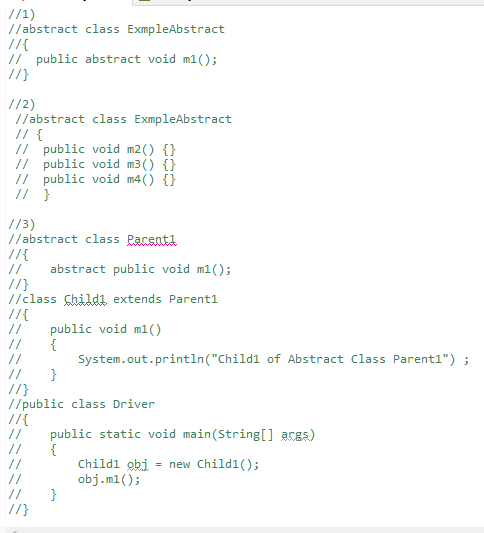 //1)
//abstract class ExmpleAbstract
//{
//  public abstract void m1();
//}
//2)
//abstract class ExmpleAbstract
// {
//  public void m2() {}
//  public void m3() {}
//  public void m4() {}
//  }
//3)
//abstract class Parent1
//{
//    abstract public void m1();
//}
//class Child1 extends Parent1
//{
//    public void m1()
//    {
//        System.out.println("Child1 of Abstract Class Parent1") ;
//    }
//}
//public class Driver
//{
//    public static void main(String[] args)
//    {
//        Child1 obj = new Child1();
//        obj.m1();
//    }
//}